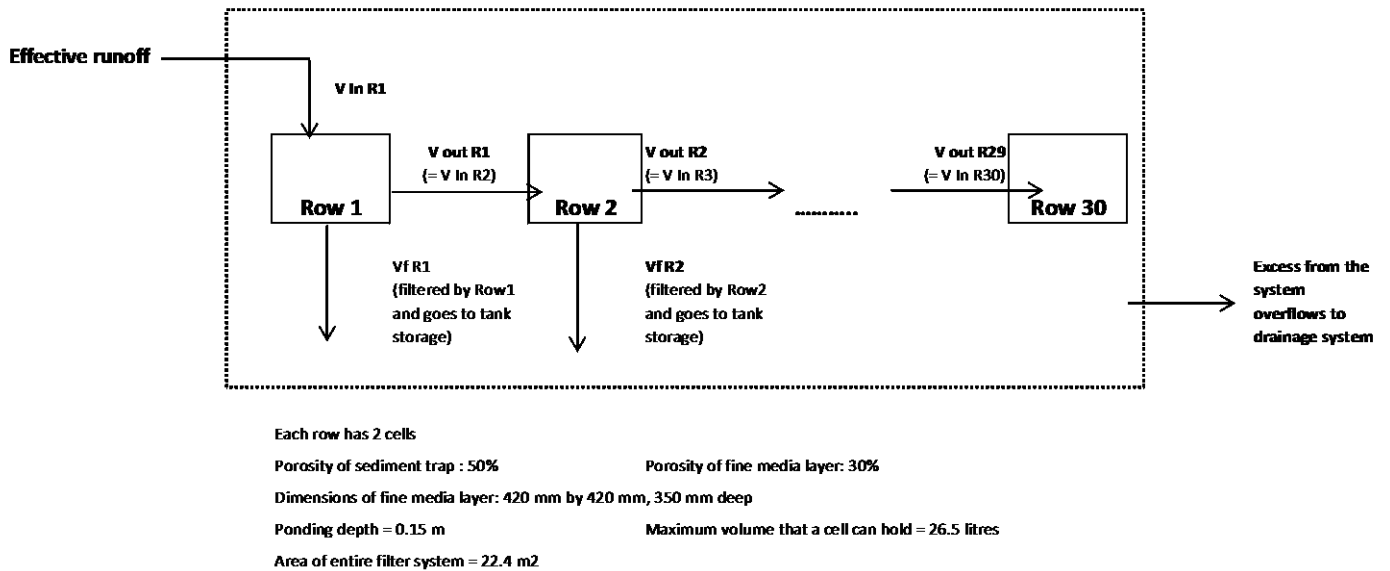 Effective runoff
V in R1
V out R1
(= V in R2)
V out R2
(= V in R3)
V out R29
(= V in R30)
Row 1
Row 2
...........
Row 30
Vf R1
(filtered by Row1
and goes to tank
storage)
Vf R2
(filtered by Row2
and goes to tank
storage)
Excess from the
system
overflows to
drainage system
Each row has 2 cells
Porosity of sediment trap : 50%
Porosity of fine media layer: 30%
Dimensions of fine media layer: 420 mm by 420 mm, 350 mm deep
Ponding depth = 0.15 m
Maximum volume that a cell can hold = 26.5 litres
Area of entire filter system = 22.4 m2